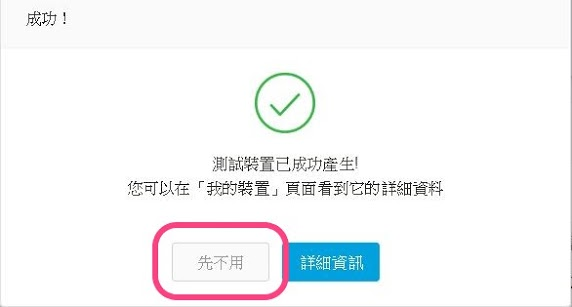 成功！
測試裝置已成功產生!
您可以在「我的裝置」頁面看到它的詳細資料
先不用
詳細資訊